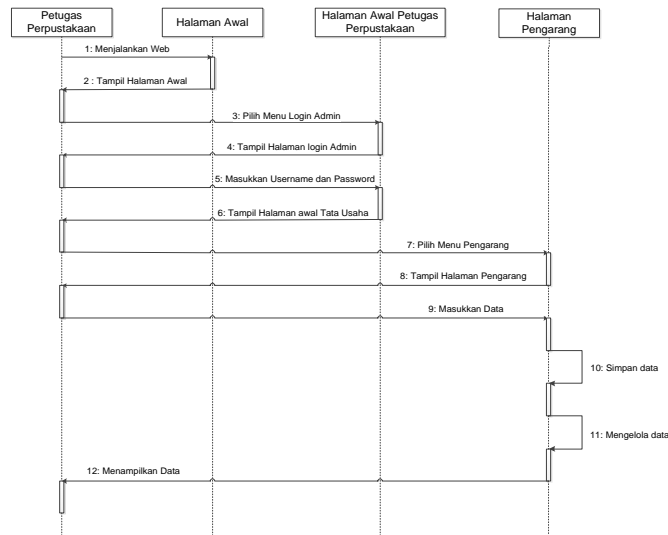 Petugas
Perpustakaan
Halaman Awal
Halaman Awal Petugas
Perpustakaan
Halaman
Pengarang
1: Menjalankan Web
2 : Tampil Halaman Awal
3: Pilih Menu Login Admin
4: Tampil Halaman login Admin
5: Masukkan Username dan Password
6: Tampil Halaman awal Tata Usaha
7: Pilih Menu Pengarang
8: Tampil Halaman Pengarang
9: Masukkan Data
10: Simpan data
11: Mengelola data
12: Menampilkan Data